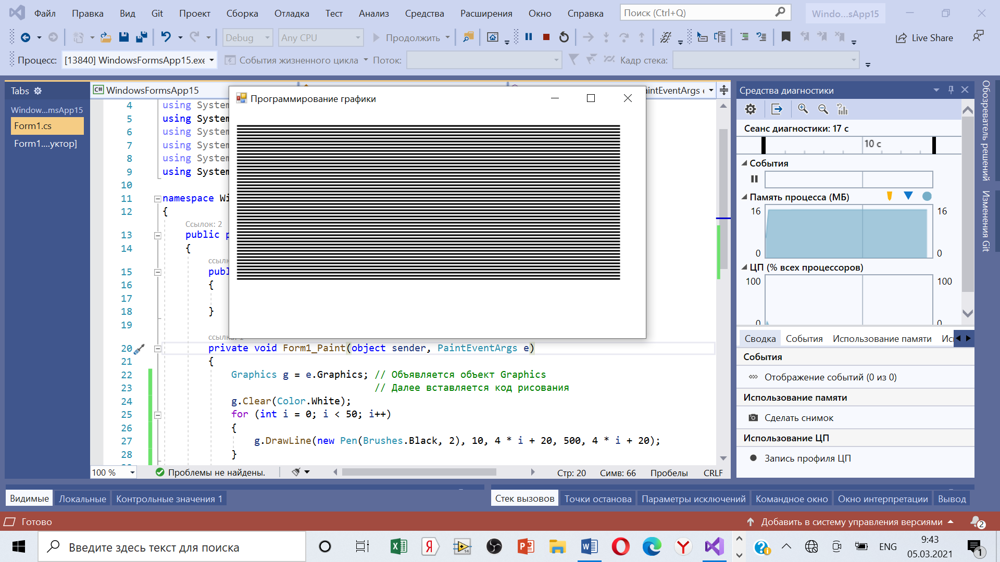 Файл Правка Вид Git Проект Сборка Отладка Тест Анализ Средства Расширения Окно Справка Поиск (Ctrl+Q) Windo...sApp15
Debug Any CPU Продолжить Live Share
Процесс: [13840] WindowsFormsApp15.exe События жизненного цикла Поток: Кадр стека:
Tabs
Window...msApp15
Form1.cs
Form1....уктор]
C# WindowsFormsApp15
aintEventArgs e
Программирование графики
4 using System
5 using System
6 using System
7 using System
8 using System
9 using System
10
11 namespace Wi
12 {
Ссылок: 2
13 public p
14 {
ссылк
15 publ
16 {
17
18 }
19
ссылка: 1
20 private void Form1_Paint(object sender, PaintEventArgs e)
21 {
22 Graphics g = e.Graphics; // Объявляется объект Graphics
23 // Далее вставляется код рисования
24 g.Clear(Color.White);
25 for (int i = 0; i < 50; i++)
26 {
27 g.DrawLine(new Pen(Brushes.Black, 2), 10, 4 * i + 20, 500, 4 * i + 20);
28 }
100 % Проблемы не найдены. Стр: 20 Симв: 66 Пробелы CRLF
Средства диагностики
Сеанс диагностики: 17 с
10 с
События
Память процесса (МБ)
16 16
0 0
ЦП (% всех процессоров)
100 100
0 0
Сводка События Использование памяти Ис
События
Отображение событий (0 из 0)
Использование памяти
Сделать снимок
Использование ЦП
Запись профиля ЦП
Обозреватель решений
Изменения Git
Видимые Локальные Контрольные значения 1
Стек вызовов Точки останова Параметры исключений Командное окно Окно интерпретации Вывод
Готово Добавить в систему управления версиями 2
Введите здесь текст для поиска
ENG 9:43
05.03.2021
1